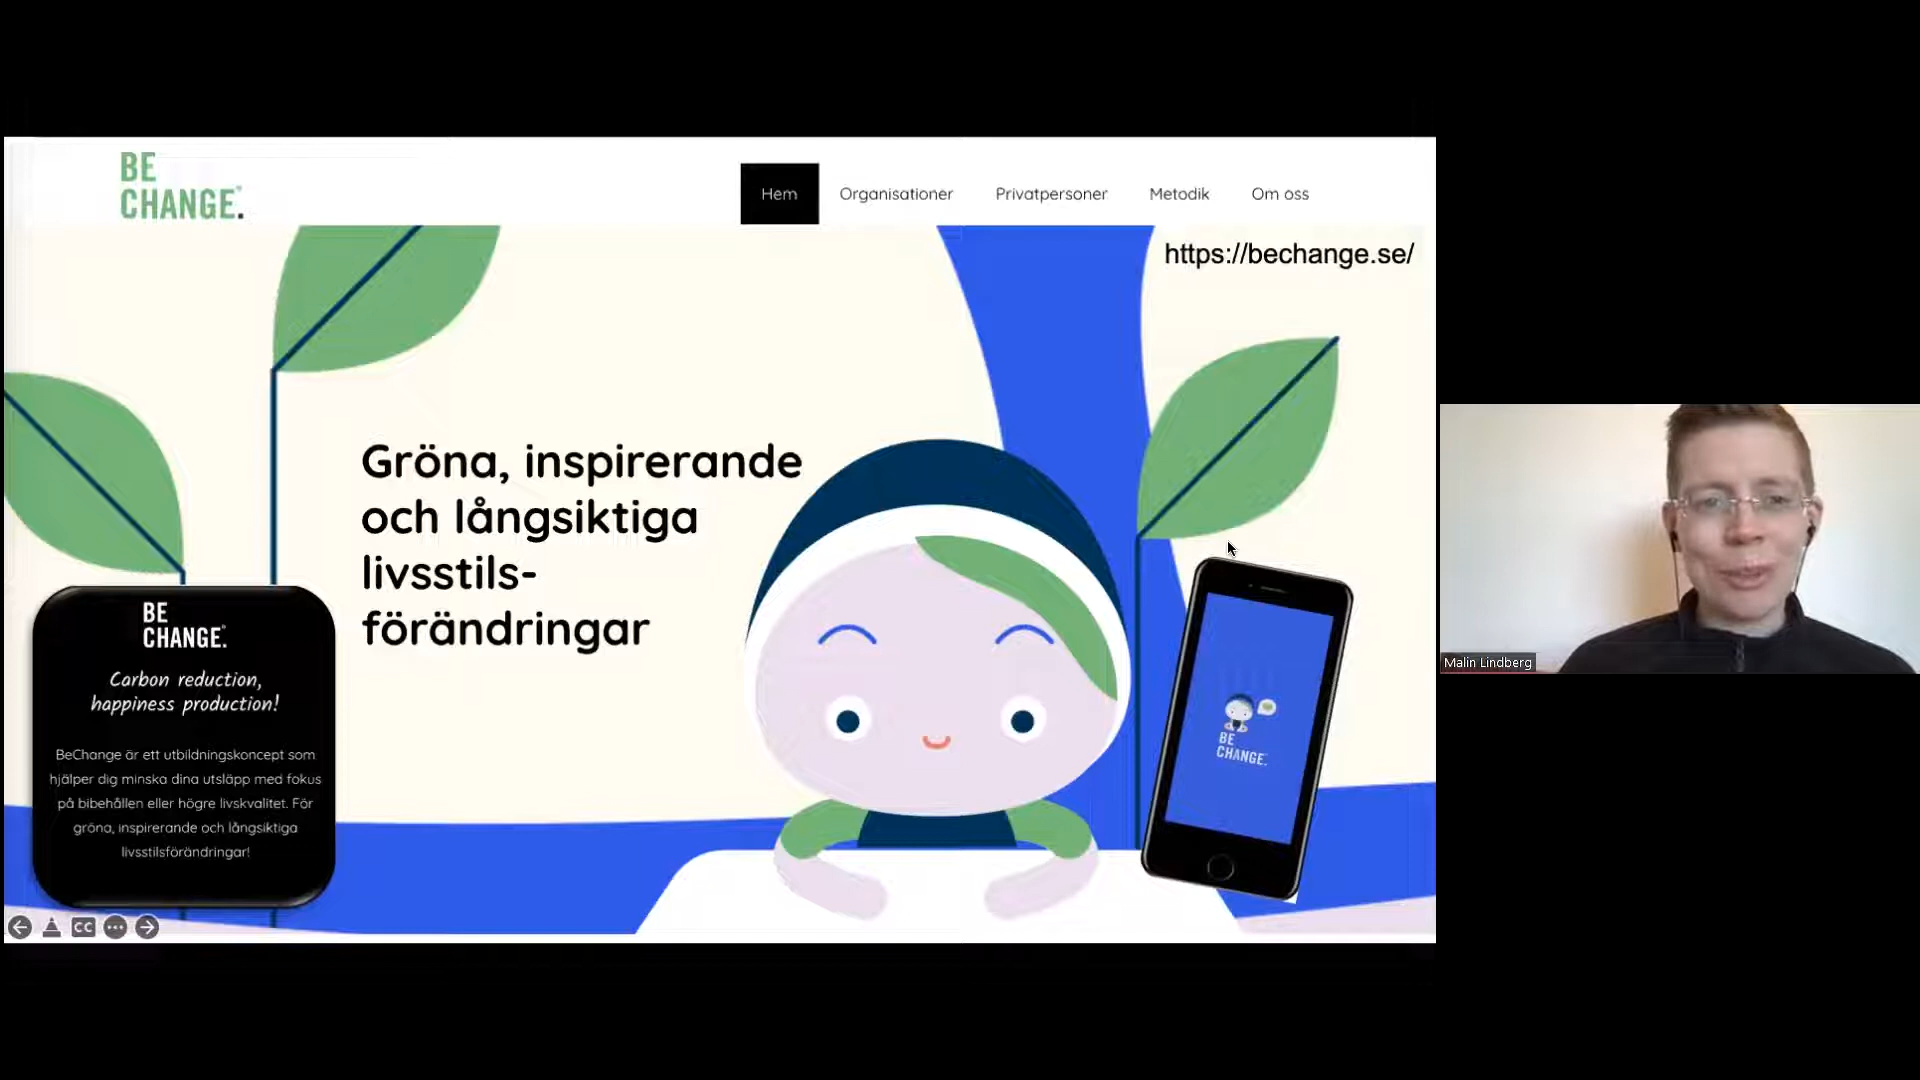 BE
CHANGE.
Hem Organisationer Privatpersoner Metodik Om oss
https://bechange.se/
Gröna, inspirerande
och långsiktiga
livsstils-
förändringar
BE
CHANGE.
Carbon reduction,
happiness production!
BeChange är ett utbildningskoncept som
hjälper dig minska dina utsläpp med fokus
på bibehållen eller högre livskvalitet. För
gröna, inspirerande och långsiktiga
livsstilsförändringar!
BE
CHANGE.
CC
Malin Lindberg